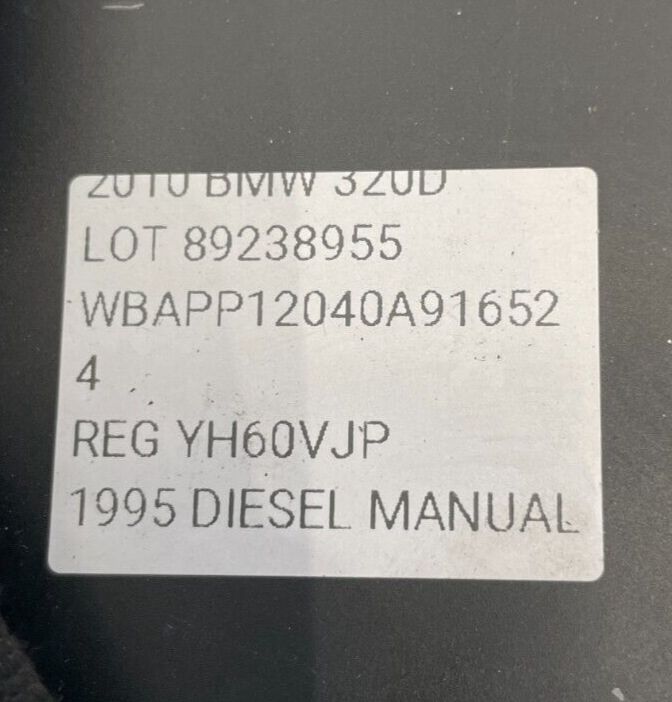 2010 BMW 320D
LOT 89238955
WBAPP12040A91652
4
REG YH60VJP
1995 DIESEL MANUAL